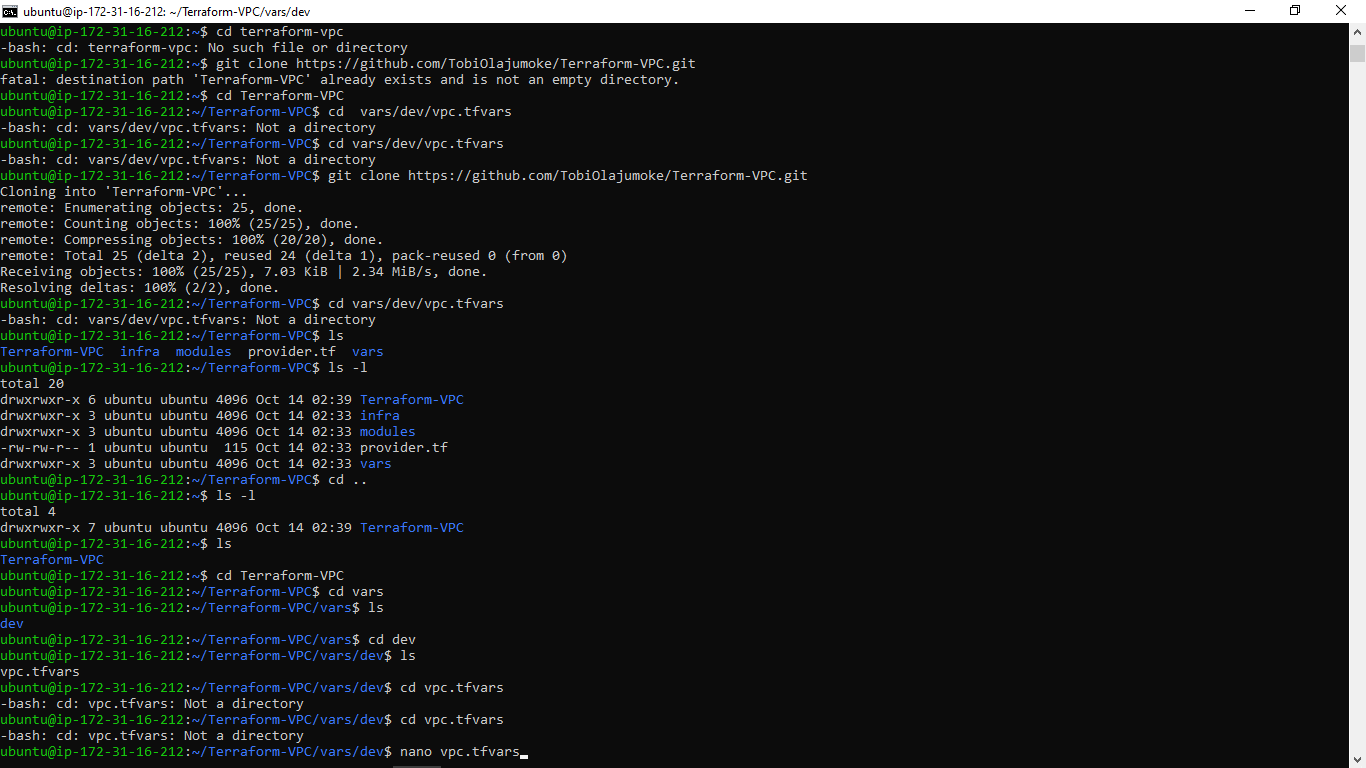 ubuntu@ip-172-31-16-212: ~/Terraform-VPC/vars/dev
ubuntu@ip-172-31-16-212:~$ cd terraform-vpc
-bash: cd: terraform-vpc: No such file or directory
ubuntu@ip-172-31-16-212:~$ git clone https://github.com/TobiOlajumoke/Terraform-VPC.git
fatal: destination path 'Terraform-VPC' already exists and is not an empty directory.
ubuntu@ip-172-31-16-212:~$ cd Terraform-VPC
ubuntu@ip-172-31-16-212:~/Terraform-VPC$ cd  vars/dev/vpc.tfvars
-bash: cd: vars/dev/vpc.tfvars: Not a directory
ubuntu@ip-172-31-16-212:~/Terraform-VPC$ cd vars/dev/vpc.tfvars
-bash: cd: vars/dev/vpc.tfvars: Not a directory
ubuntu@ip-172-31-16-212:~/Terraform-VPC$ git clone https://github.com/TobiOlajumoke/Terraform-VPC.git
Cloning into 'Terraform-VPC'...
remote: Enumerating objects: 25, done.
remote: Counting objects: 100% (25/25), done.
remote: Compressing objects: 100% (20/20), done.
remote: Total 25 (delta 2), reused 24 (delta 1), pack-reused 0 (from 0)
Receiving objects: 100% (25/25), 7.03 KiB | 2.34 MiB/s, done.
Resolving deltas: 100% (2/2), done.
ubuntu@ip-172-31-16-212:~/Terraform-VPC$ cd vars/dev/vpc.tfvars
-bash: cd: vars/dev/vpc.tfvars: Not a directory
ubuntu@ip-172-31-16-212:~/Terraform-VPC$ ls
Terraform-VPC  infra  modules  provider.tf  vars
ubuntu@ip-172-31-16-212:~/Terraform-VPC$ ls -l
total 20
drwxrwxr-x 6 ubuntu ubuntu 4096 Oct 14 02:39 Terraform-VPC
drwxrwxr-x 3 ubuntu ubuntu 4096 Oct 14 02:33 infra
drwxrwxr-x 3 ubuntu ubuntu 4096 Oct 14 02:33 modules
-rw-rw-r-- 1 ubuntu ubuntu  115 Oct 14 02:33 provider.tf
drwxrwxr-x 3 ubuntu ubuntu 4096 Oct 14 02:33 vars
ubuntu@ip-172-31-16-212:~/Terraform-VPC$ cd ..
ubuntu@ip-172-31-16-212:~$ ls -l
total 4
drwxrwxr-x 7 ubuntu ubuntu 4096 Oct 14 02:39 Terraform-VPC
ubuntu@ip-172-31-16-212:~$ ls
Terraform-VPC
ubuntu@ip-172-31-16-212:~$ cd Terraform-VPC
ubuntu@ip-172-31-16-212:~/Terraform-VPC$ cd vars
ubuntu@ip-172-31-16-212:~/Terraform-VPC/vars$ ls
dev
ubuntu@ip-172-31-16-212:~/Terraform-VPC/vars$ cd dev
ubuntu@ip-172-31-16-212:~/Terraform-VPC/vars/dev$ ls
vpc.tfvars
ubuntu@ip-172-31-16-212:~/Terraform-VPC/vars/dev$ cd vpc.tfvars
-bash: cd: vpc.tfvars: Not a directory
ubuntu@ip-172-31-16-212:~/Terraform-VPC/vars/dev$ cd vpc.tfvars
-bash: cd: vpc.tfvars: Not a directory
ubuntu@ip-172-31-16-212:~/Terraform-VPC/vars/dev$ nano vpc.tfvars